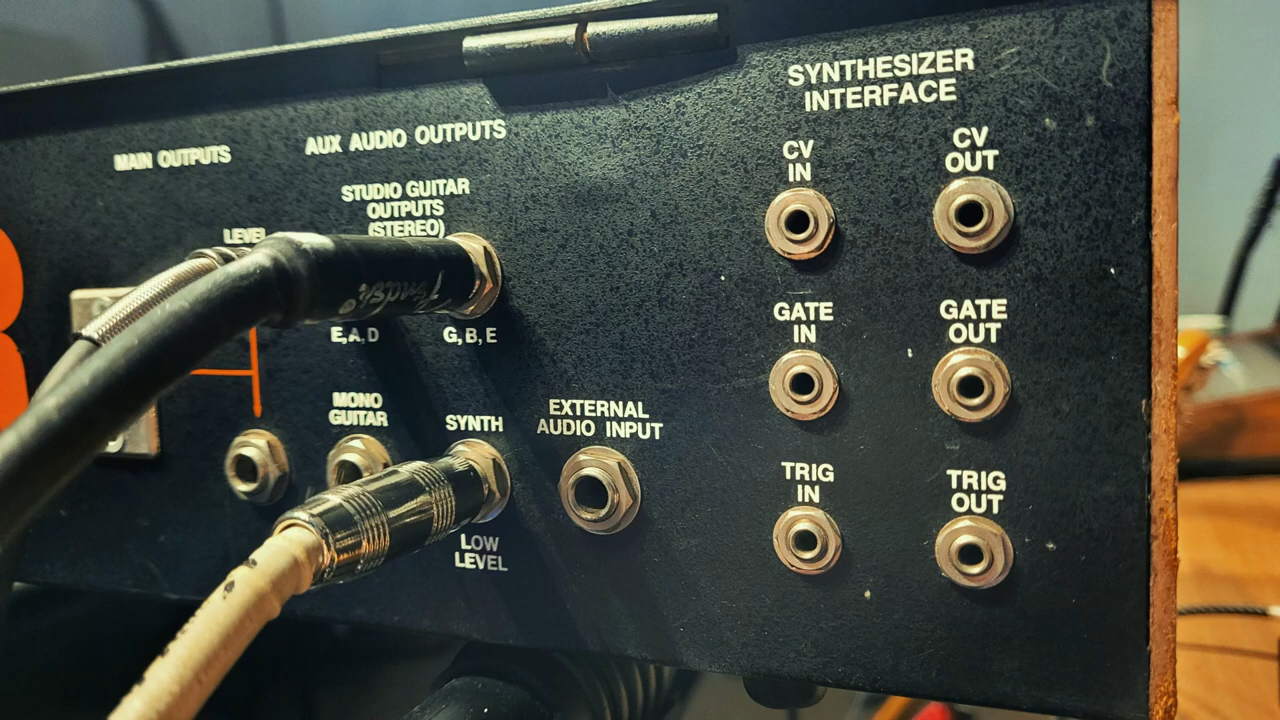 SYNTHESIZER
INTERFACE
MAIN OUTPUTS
AUX AUDIO OUTPUTS
STUDIO GUITAR
OUTPUTS
(STEREO)
LEVEL
CV
IN
CV
OUT
Fender®
E, A, D
G, B, E
GATE
IN
GATE
OUT
MONO
GUITAR
SYNTH
EXTERNAL
AUDIO INPUT
LOW
LEVEL
TRIG
IN
TRIG
OUT